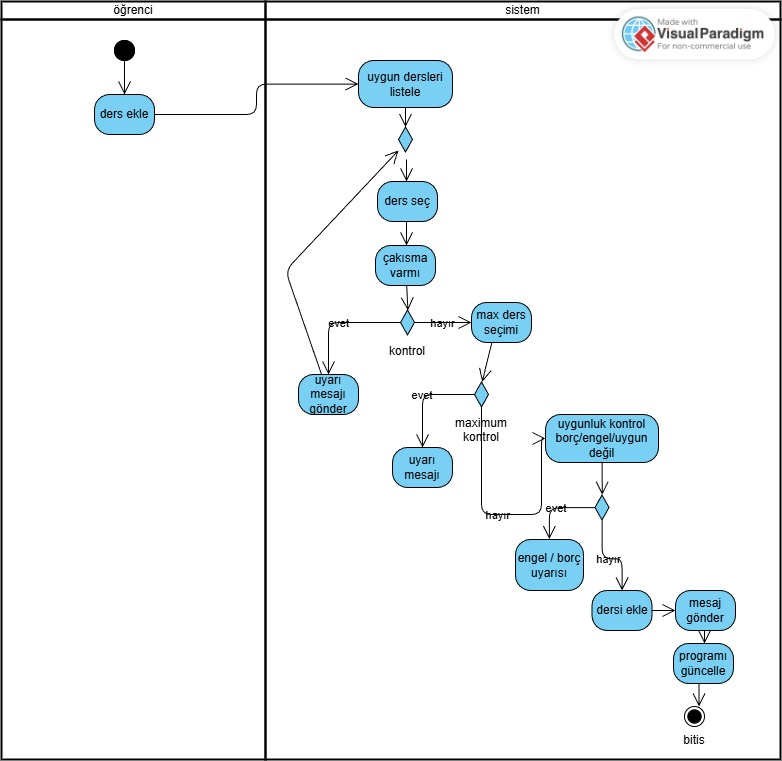 öğrenci
sistem
Made with
VisualParadigm
For non-commercial use
uygun dersleri
listele
ders ekle
ders seç
çakısma
varmı
evet
hayır
max ders
seçimi
kontrol
uyarı
mesajı
gönder
evet
maximum
kontrol
uygunluk kontrol
borç/engel/uygun
değil
uyarı
mesajı
hayır
evet
engel / borç
uyarısı
hayır
dersi ekle
mesaj
gönder
programı
güncelle
bitis